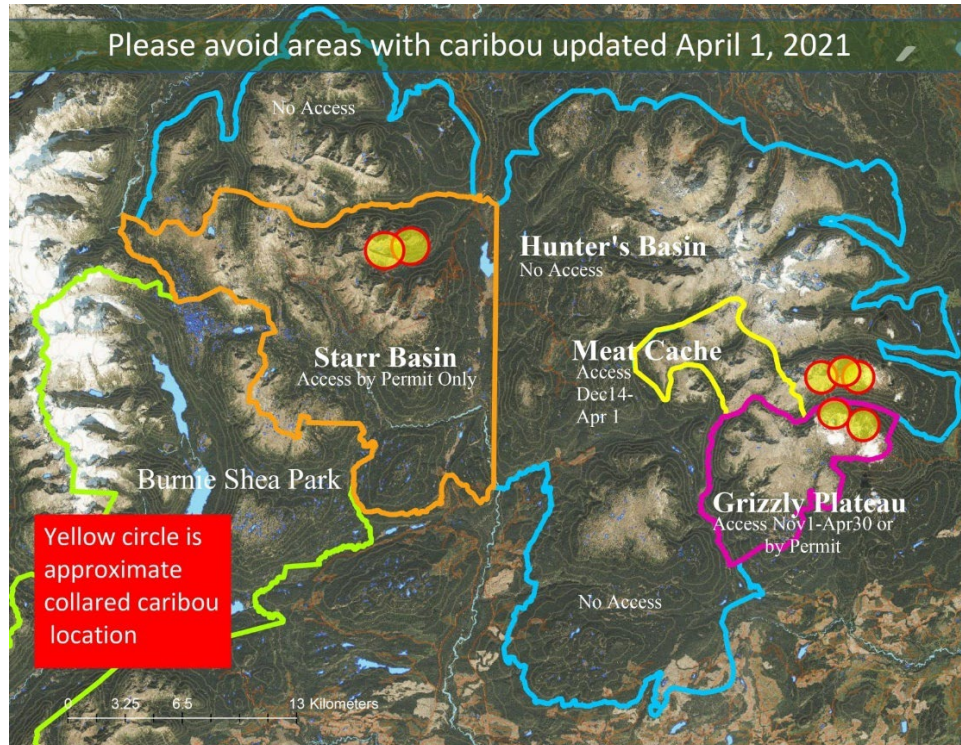 Please avoid areas with caribou updated April 1, 2021
No Access
Hunter's Basin
No Access
Starr Basin
Access by Permit Only
Meat Cache
Access
Dec14-
Apr 1
Burnie Shea Park
Grizzly Plateau
Access Nov1-Apr30 or
by Permit
Yellow circle is
approximate
collared caribou
location
No Access
0 3.25 6.5 13 Kilometers